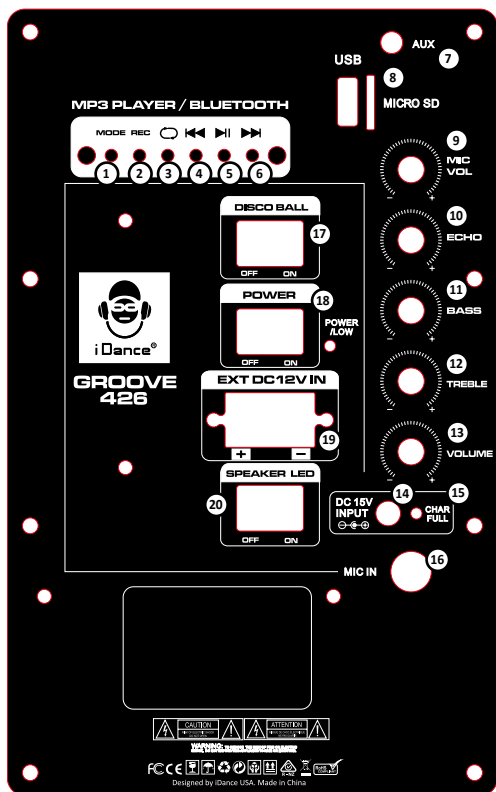 AUX
7
USB
8
MICRO SD
MP3 PLAYER / BLUETOOTH
MODE REC
1 2 3 4 5 6
9
MIC
VOL
− +
10
ECHO
− +
11
BASS
− +
12
TREBLE
− +
13
VOLUME
− +
DISCO BALL
17
OFF ON
POWER
18
POWER
/LOW
OFF ON
iDance®
GROOVE
426
EXT DC12V IN
19
+ −
SPEAKER LED
20
OFF ON
DC 15V
INPUT
14
15
CHAR
FULL
MIC IN
16
CAUTION
ATTENTION
WARNING:
FC CE
Designed by iDance USA. Made in China